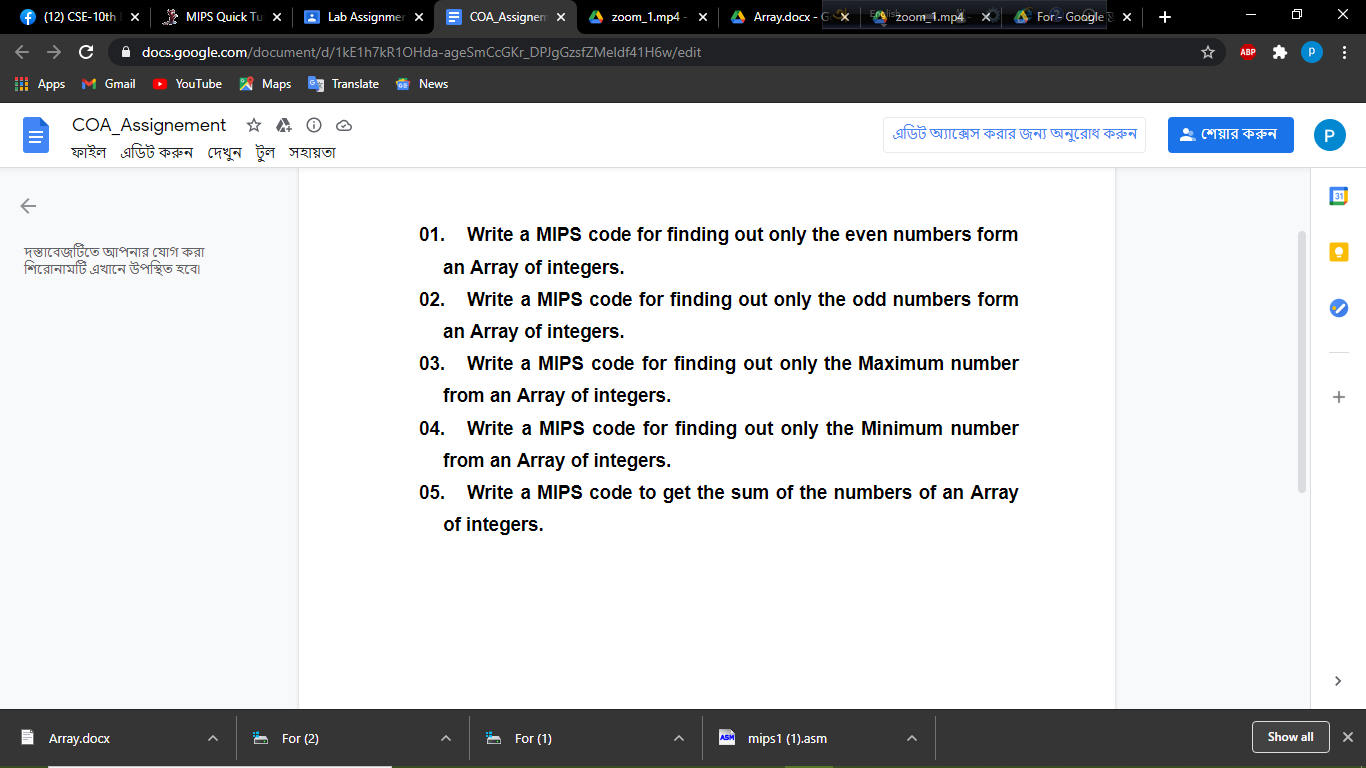 (12) CSE-10th
MIPS Quick Tu
Lab Assignmer
COA_Assignem
zoom_1.mp4 -
Array.docx - G
zoom_1.mp4
For - Google
docs.google.com/document/d/1kE1h7kR1OHda-ageSmCcGKr_DPJgGzsfZMeldf41H6w/edit
ABP
P
Apps
Gmail
YouTube
Maps
Translate
News
COA_Assignement
ফাইল এডিট করুন দেখুন টুল সহায়তা
এডিট অ্যাক্সেস করার জন্য অনুরোধ করুন
শেয়ার করুন
P
31
দস্তাবেজটিতে আপনার যোগ করা
শিরোনামটি এখানে উপস্থিত হবে৷
01. Write a MIPS code for finding out only the even numbers form
an Array of integers.
02. Write a MIPS code for finding out only the odd numbers form
an Array of integers.
03. Write a MIPS code for finding out only the Maximum number
from an Array of integers.
04. Write a MIPS code for finding out only the Minimum number
from an Array of integers.
05. Write a MIPS code to get the sum of the numbers of an Array
of integers.
Array.docx
For (2)
For (1)
ASM
mips1 (1).asm
Show all